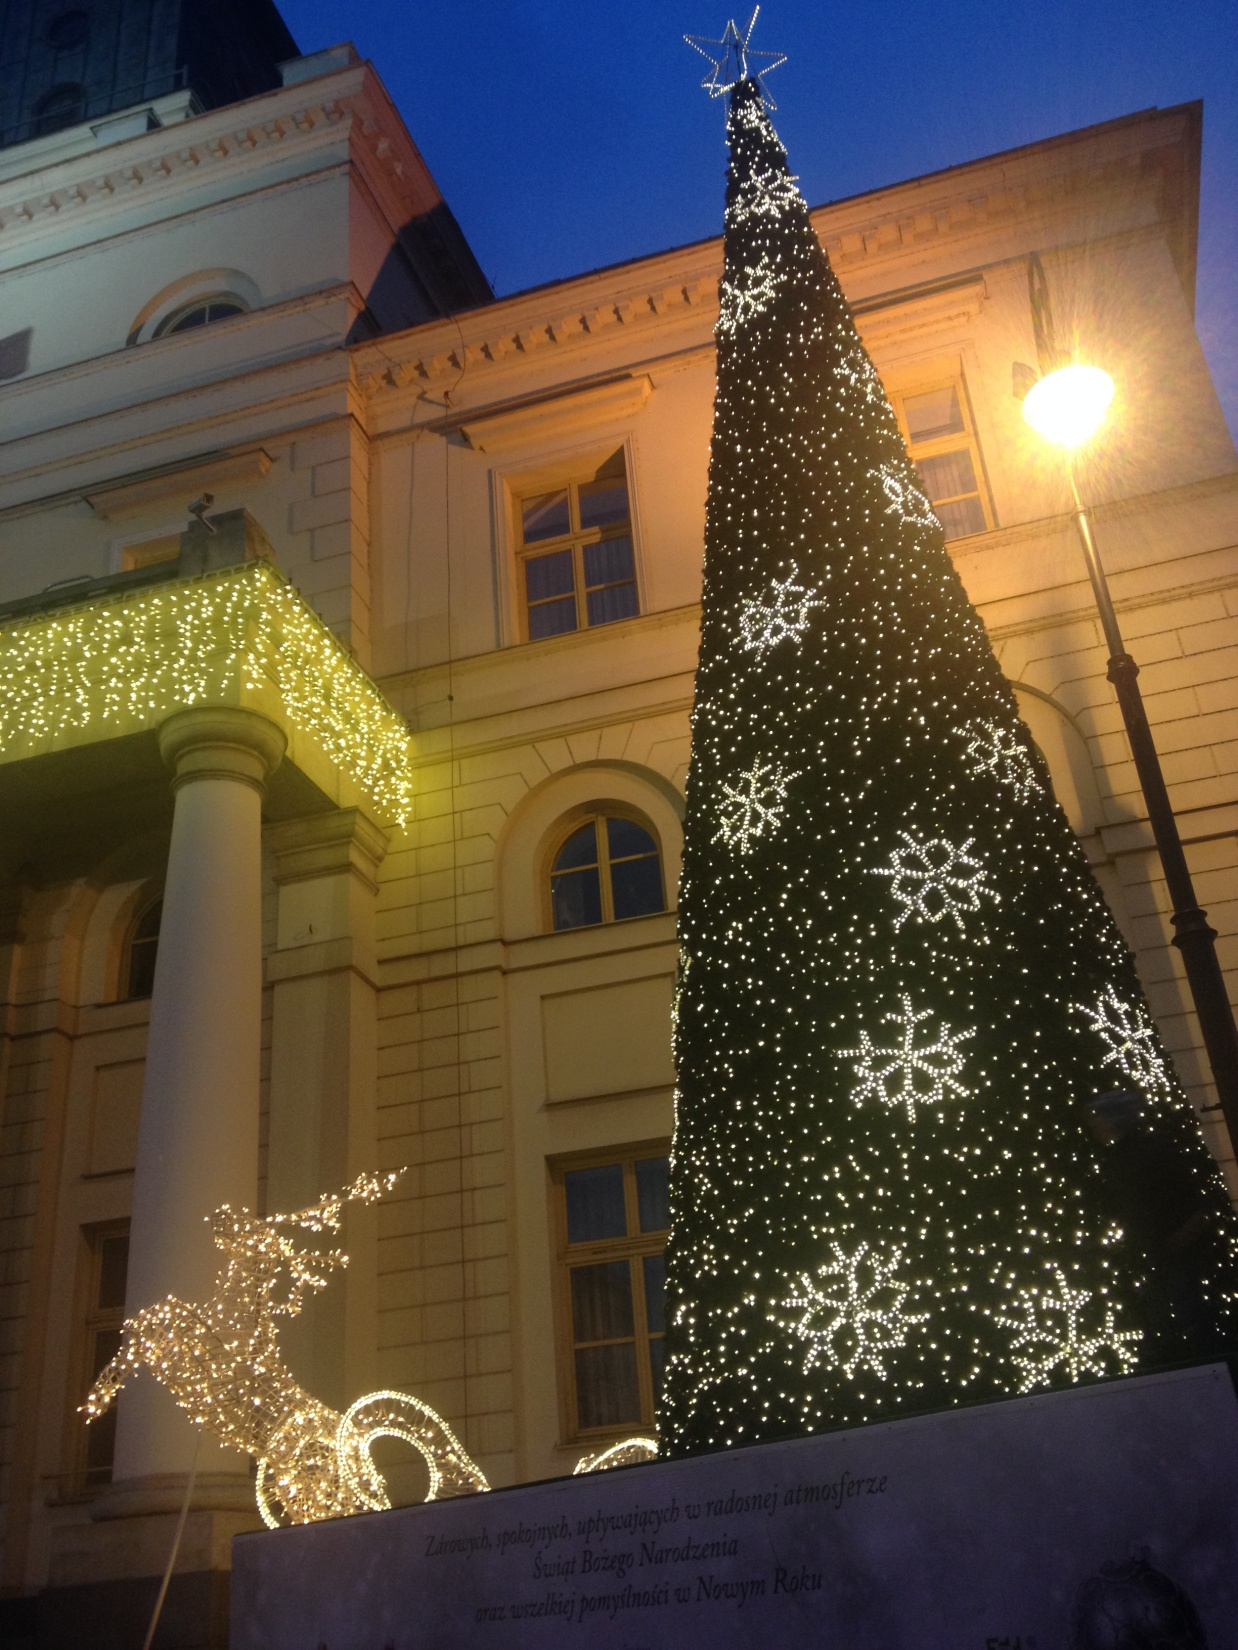 Zdrowych, spokojnych, upływających w radosnej atmosferze
Świąt Bożego Narodzenia
oraz wszelkiej pomyślności w Nowym Roku